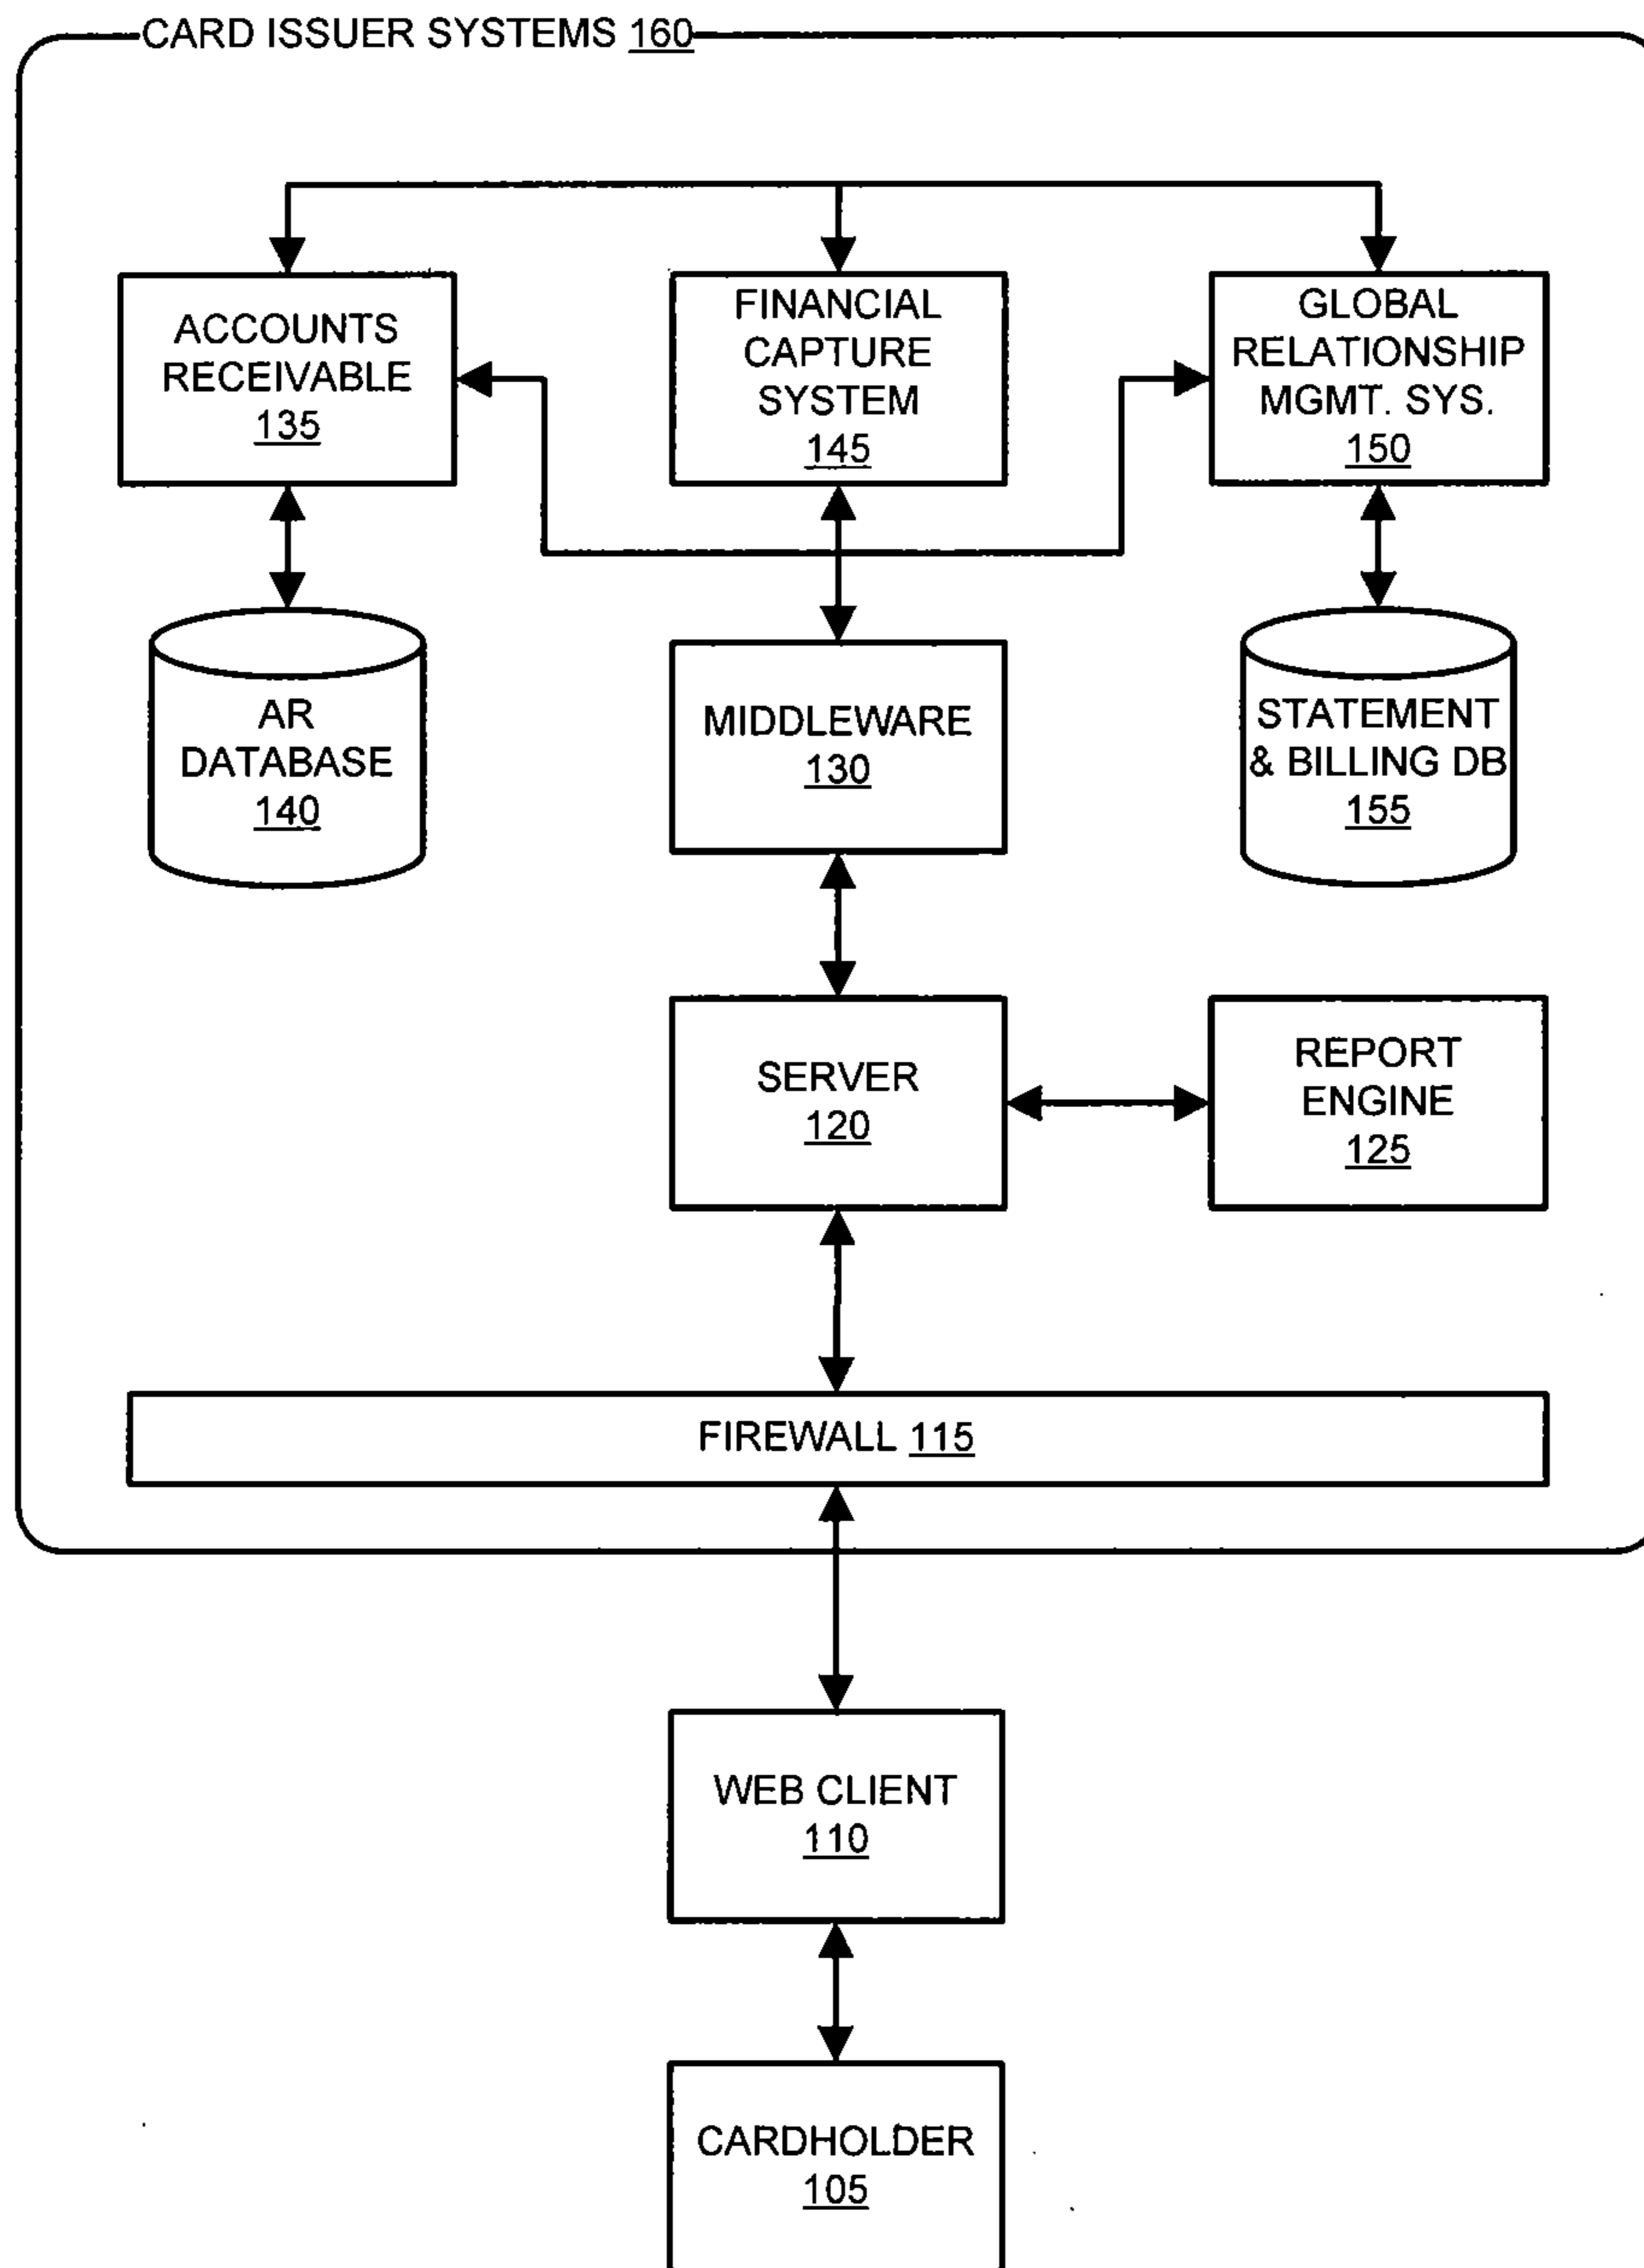 CARD ISSUER SYSTEMS 160
ACCOUNTS
RECEIVABLE
135
FINANCIAL
CAPTURE
SYSTEM
145
GLOBAL
RELATIONSHIP
MGMT. SYS.
150
AR
DATABASE
140
MIDDLEWARE
130
STATEMENT
& BILLING DB
155
SERVER
120
REPORT
ENGINE
125
FIREWALL 115
WEB CLIENT
110
CARDHOLDER
105